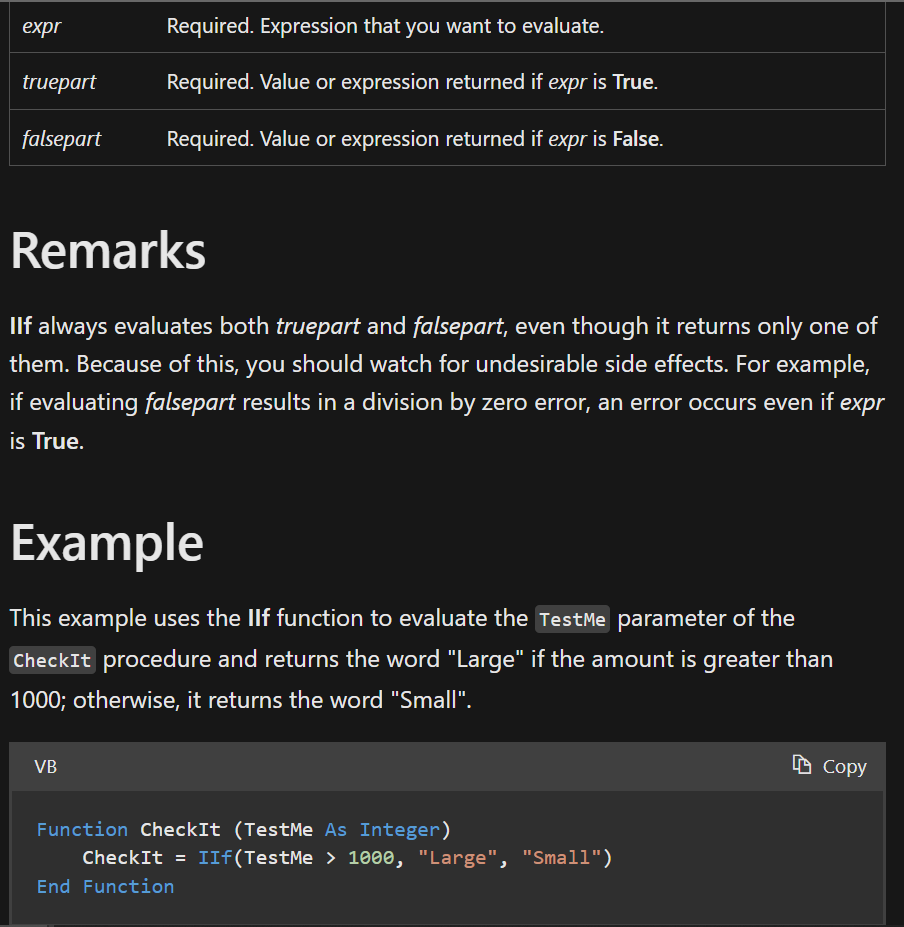 expr Required. Expression that you want to evaluate.
truepart Required. Value or expression returned if expr is True.
falsepart Required. Value or expression returned if expr is False.
Remarks
IIf always evaluates both truepart and falsepart, even though it returns only one of
them. Because of this, you should watch for undesirable side effects. For example,
if evaluating falsepart results in a division by zero error, an error occurs even if expr
is True.
Example
This example uses the IIf function to evaluate the TestMe parameter of the
CheckIt procedure and returns the word "Large" if the amount is greater than
1000; otherwise, it returns the word "Small".
VB Copy
Function CheckIt (TestMe As Integer)
    CheckIt = IIf(TestMe > 1000, "Large", "Small")
End Function